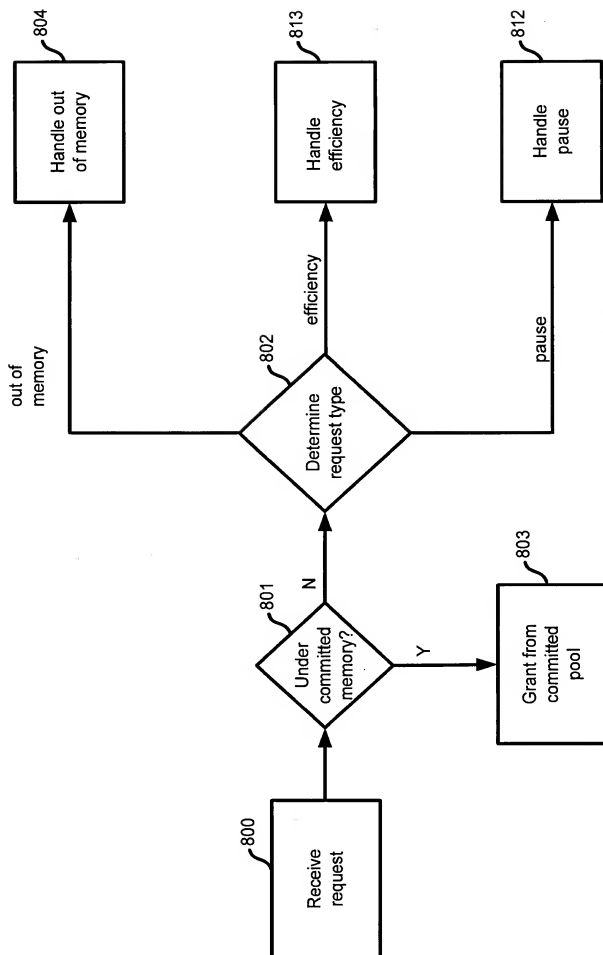 800
Receive
request
801
Under
committed
memory?
N
Y
803
Grant from
committed
pool
802
Determine
request type
out of
memory
efficiency
pause
804
Handle out
of memory
813
Handle
efficiency
812
Handle
pause